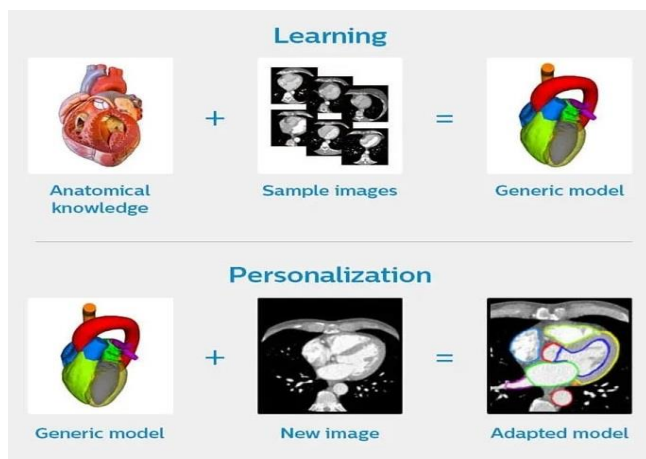 Learning
+
=
Anatomical
knowledge
Sample images
Generic model
Personalization
+
=
Generic model
New image
Adapted model